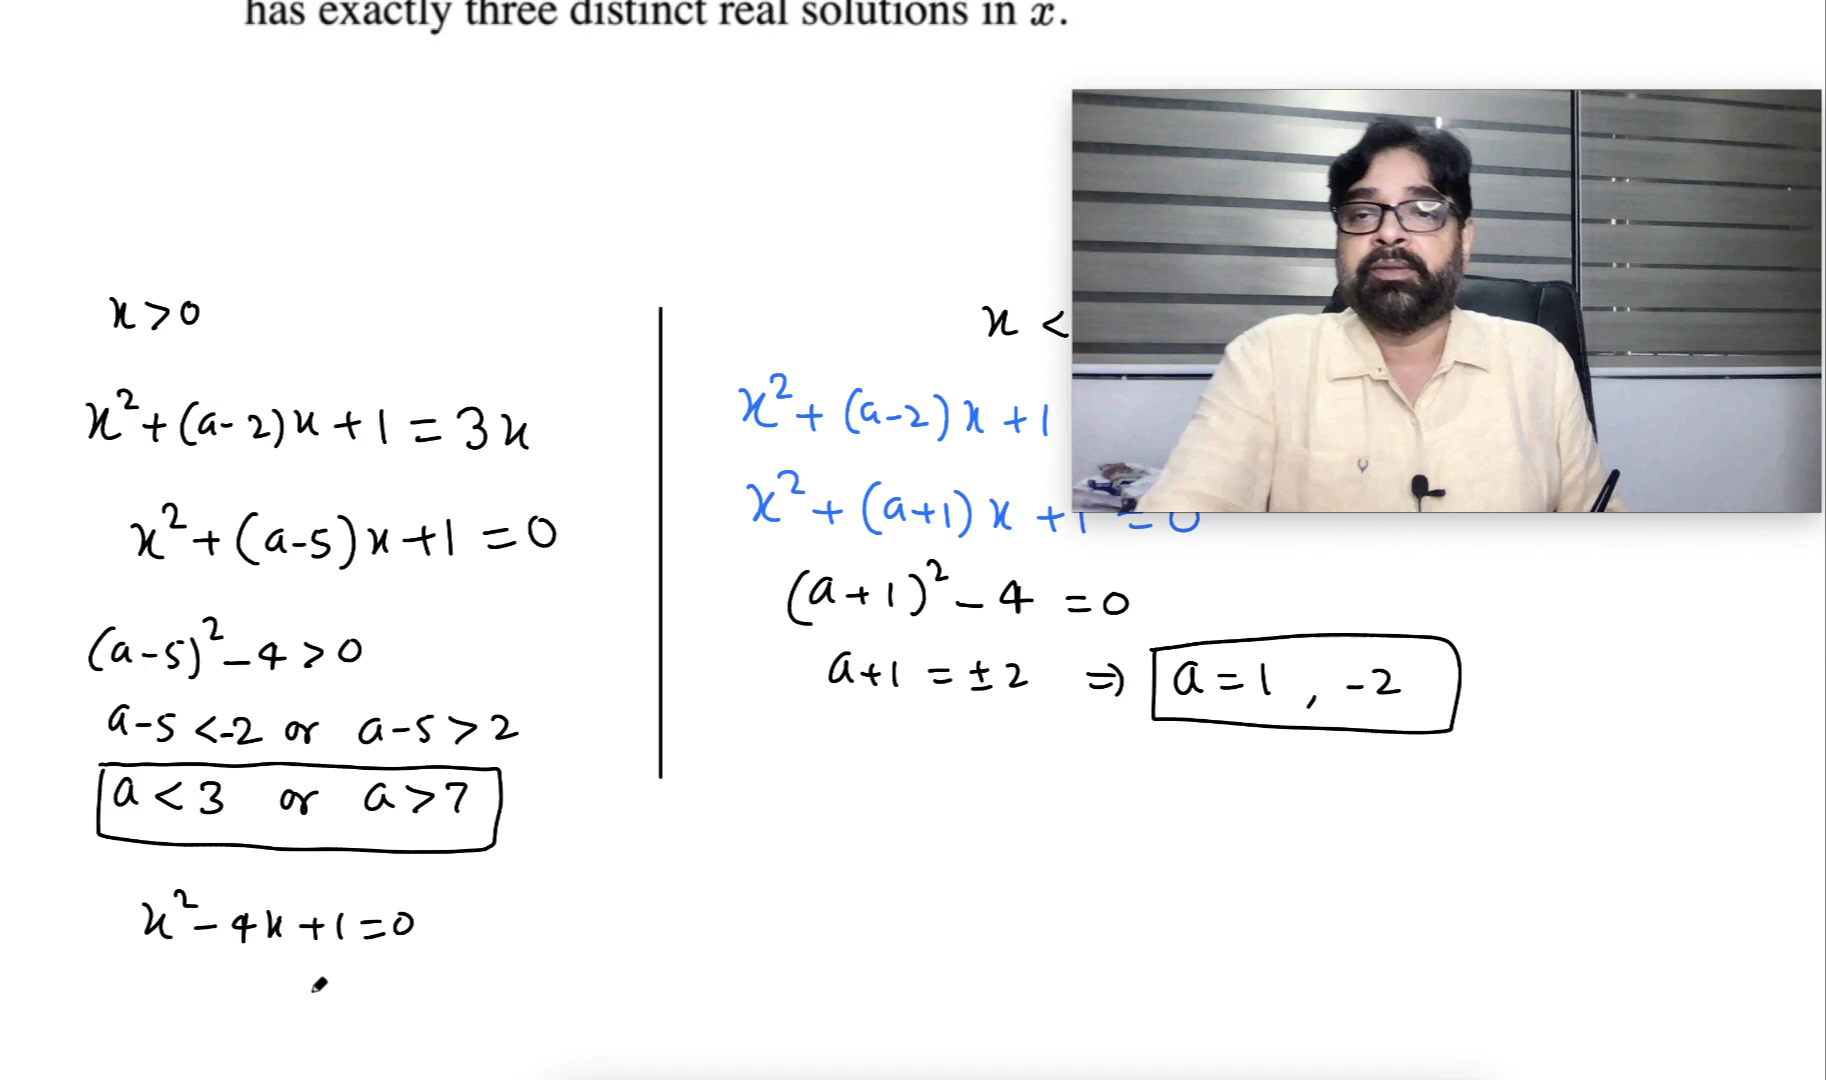 has exactly three distinct real solutions in x.
x>0
x²+(a-2)x+1=3x
x²+(a-5)x+1=0
(a-5)²-4>0
a-5<-2 or a-5>2
a<3 or a>7
x²-4x+1=0
x<
x²+(a-2)x+1
x²+(a+1)x+1=0
(a+1)²-4=0
a+1=±2 ⇒ a=1, -2